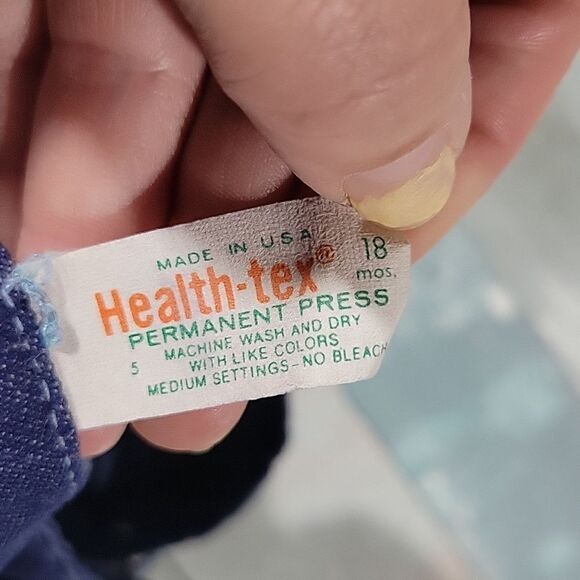 MADE IN USA
Health-tex® 18 mos.
PERMANENT PRESS
MACHINE WASH AND DRY
5 WITH LIKE COLORS
MEDIUM SETTINGS-NO BLEACH